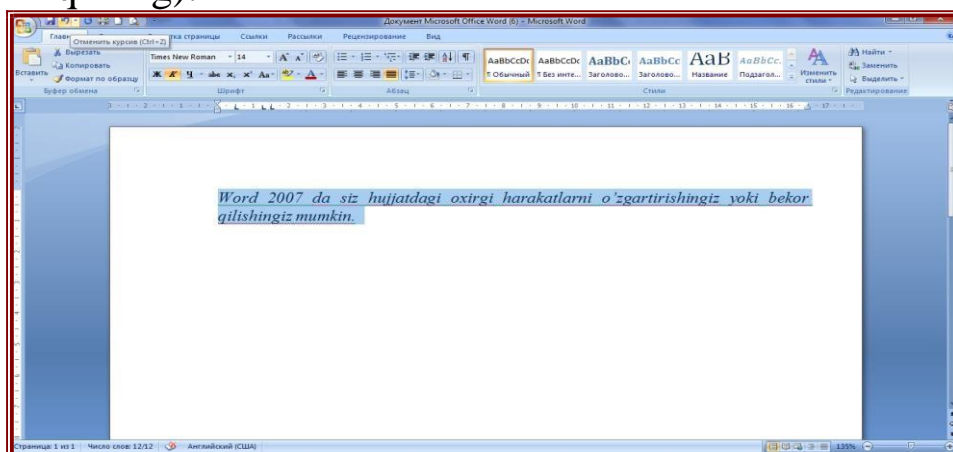 Документ Microsoft Office Word (6) - Microsoft Word
Главн
Отменить курсив (Ctrl+Z)
тка страницы Ссылки Рассылки Рецензирование Вид
Вставить
Вырезать
Копировать
Формат по образцу
Буфер обмена
Times New Roman 14
Ж К Ч abc x, x² Aa
Шрифт
Абзац
AaBbCcDc AaBbCcDc AaBbC AaBbCc AaB AaBbCc.
¶ Обычный ¶ Без инте... Заголово... Заголово... Название Подзагол...
Изменить стили
Стили
Найти
Заменить
Выделить
Редактирование
Word 2007 da siz hujjatdagi oxirgi harakatlarni o'zgartirishingiz yoki bekor
qilishingiz mumkin.
Страница: 1 из 1 Число слов: 12/12 Английский (США) 135%